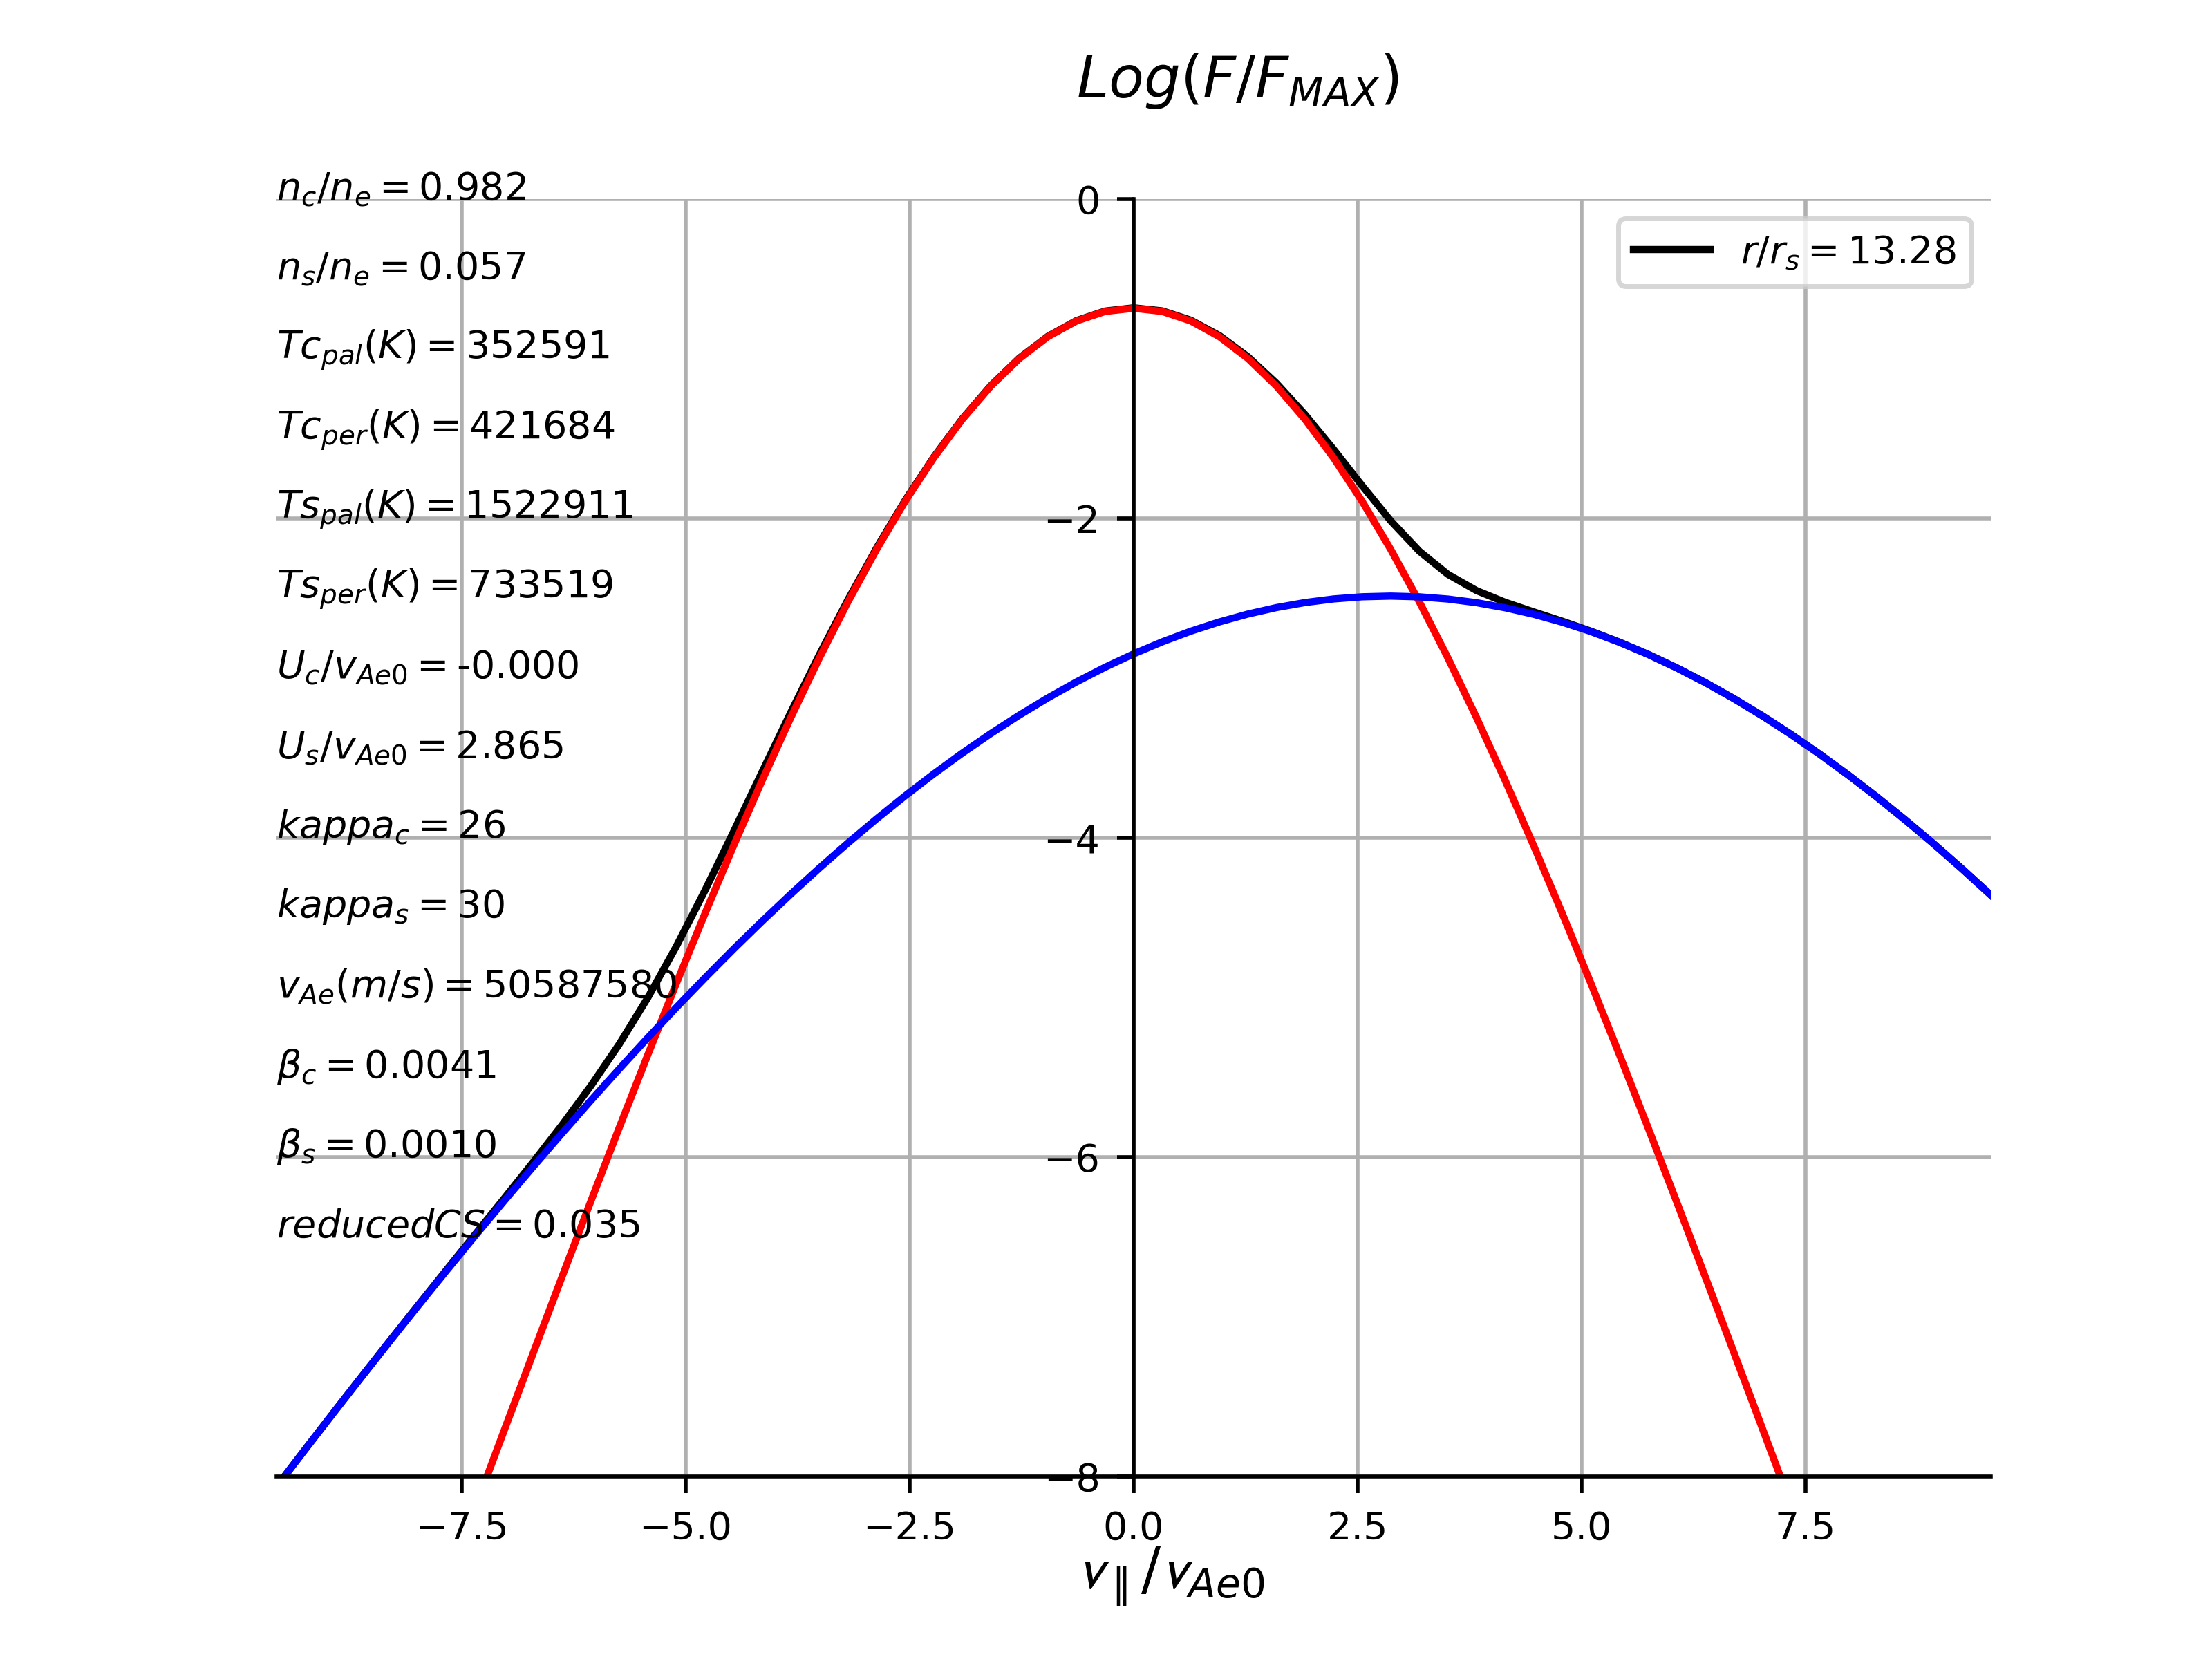 Log(F/F_MAX)
n_c/n_e = 0.982
0
r/r_s = 13.28
n_s/n_e = 0.057
Tc_pal(K) = 352591
Tc_per(K) = 421684
Ts_pal(K) = 1522911
−2
Ts_per(K) = 733519
U_c/v_Ae0 = -0.000
U_s/v_Ae0 = 2.865
kappa_c = 26
−4
kappa_s = 30
v_Ae(m/s) = 50587580
β_c = 0.0041
β_s = 0.0010
−6
reducedCS = 0.035
−8
−7.5 −5.0 −2.5 0.0 2.5 5.0 7.5
v_∥/v_Ae0